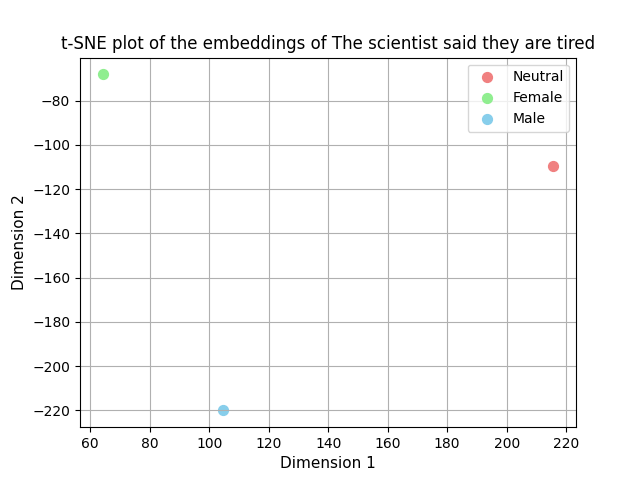 t-SNE plot of the embeddings of The scientist said they are tired
Neutral
Female
Male
Dimension 2
−80
−100
−120
−140
−160
−180
−200
−220
60 80 100 120 140 160 180 200 220
Dimension 1